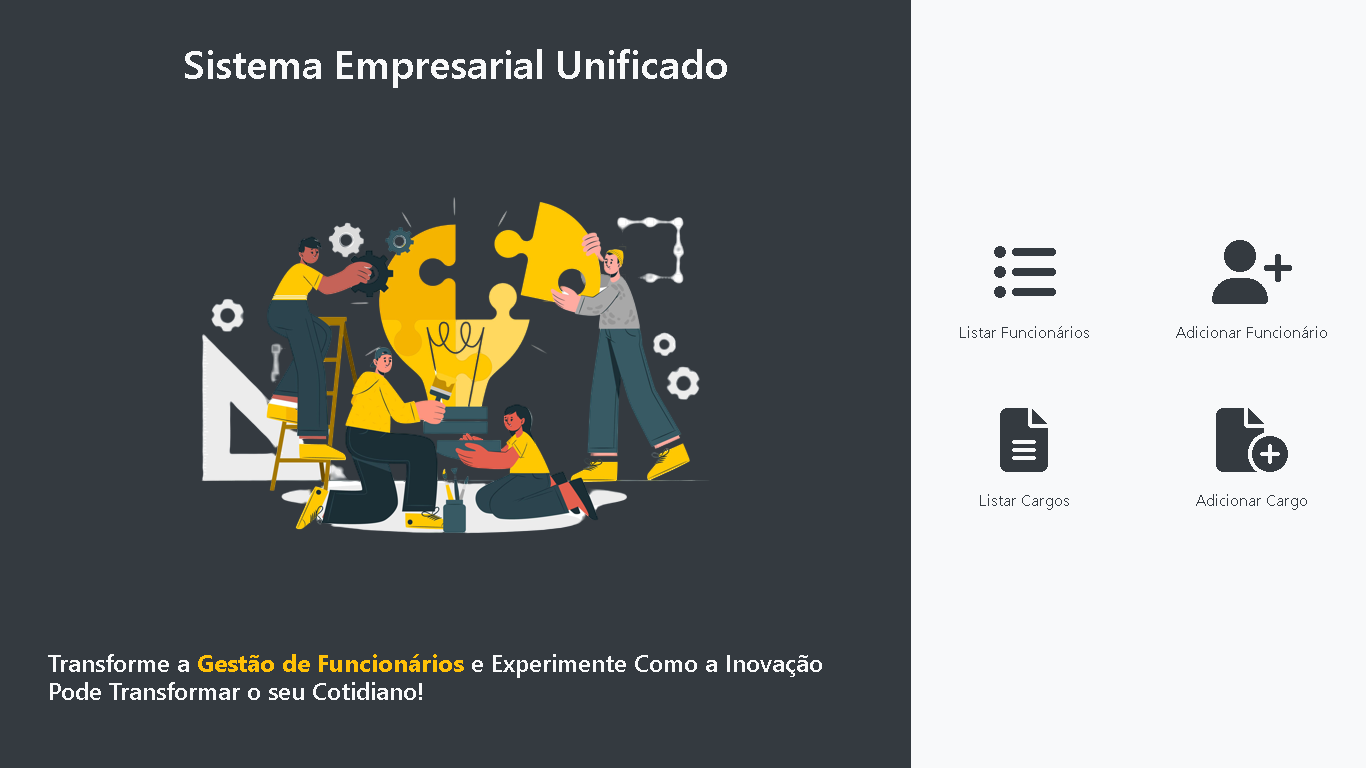 Sistema Empresarial Unificado
Transforme a Gestão de Funcionários e Experimente Como a Inovação
Pode Transformar o seu Cotidiano!
Listar Funcionários
Adicionar Funcionário
Listar Cargos
Adicionar Cargo